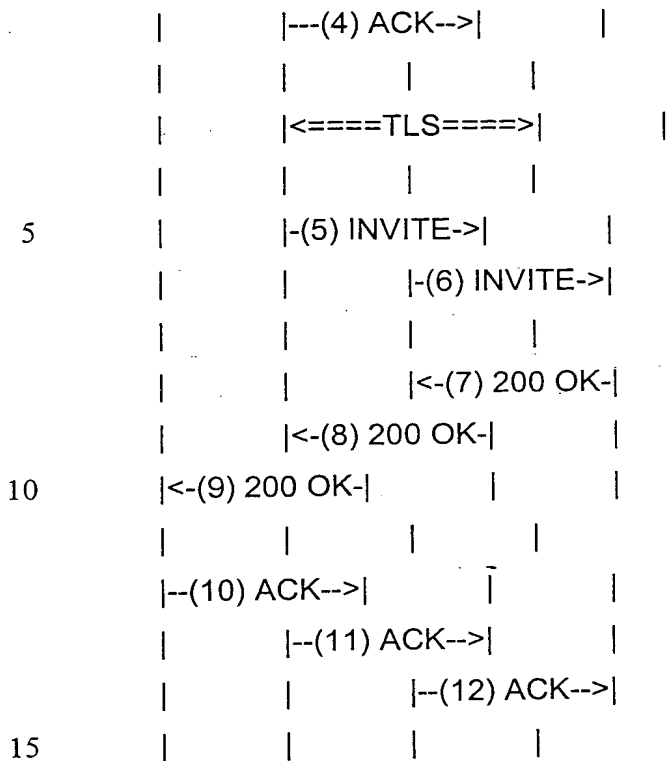 |    |---(4) ACK-->|    |
|    |    |    |
|    |<====TLS====>|    |
|    |    |    |
5    |    |-(5) INVITE->|    |
|    |    |-(6) INVITE->|
|    |    |    |
|    |    |<-(7) 200 OK-|
|    |<-(8) 200 OK-|    |
10    |<-(9) 200 OK-|    |    |
|    |    |    |
|--(10) ACK-->|    |    |
|    |--(11) ACK-->|    |
|    |    |--(12) ACK-->|
15    |    |    |    |